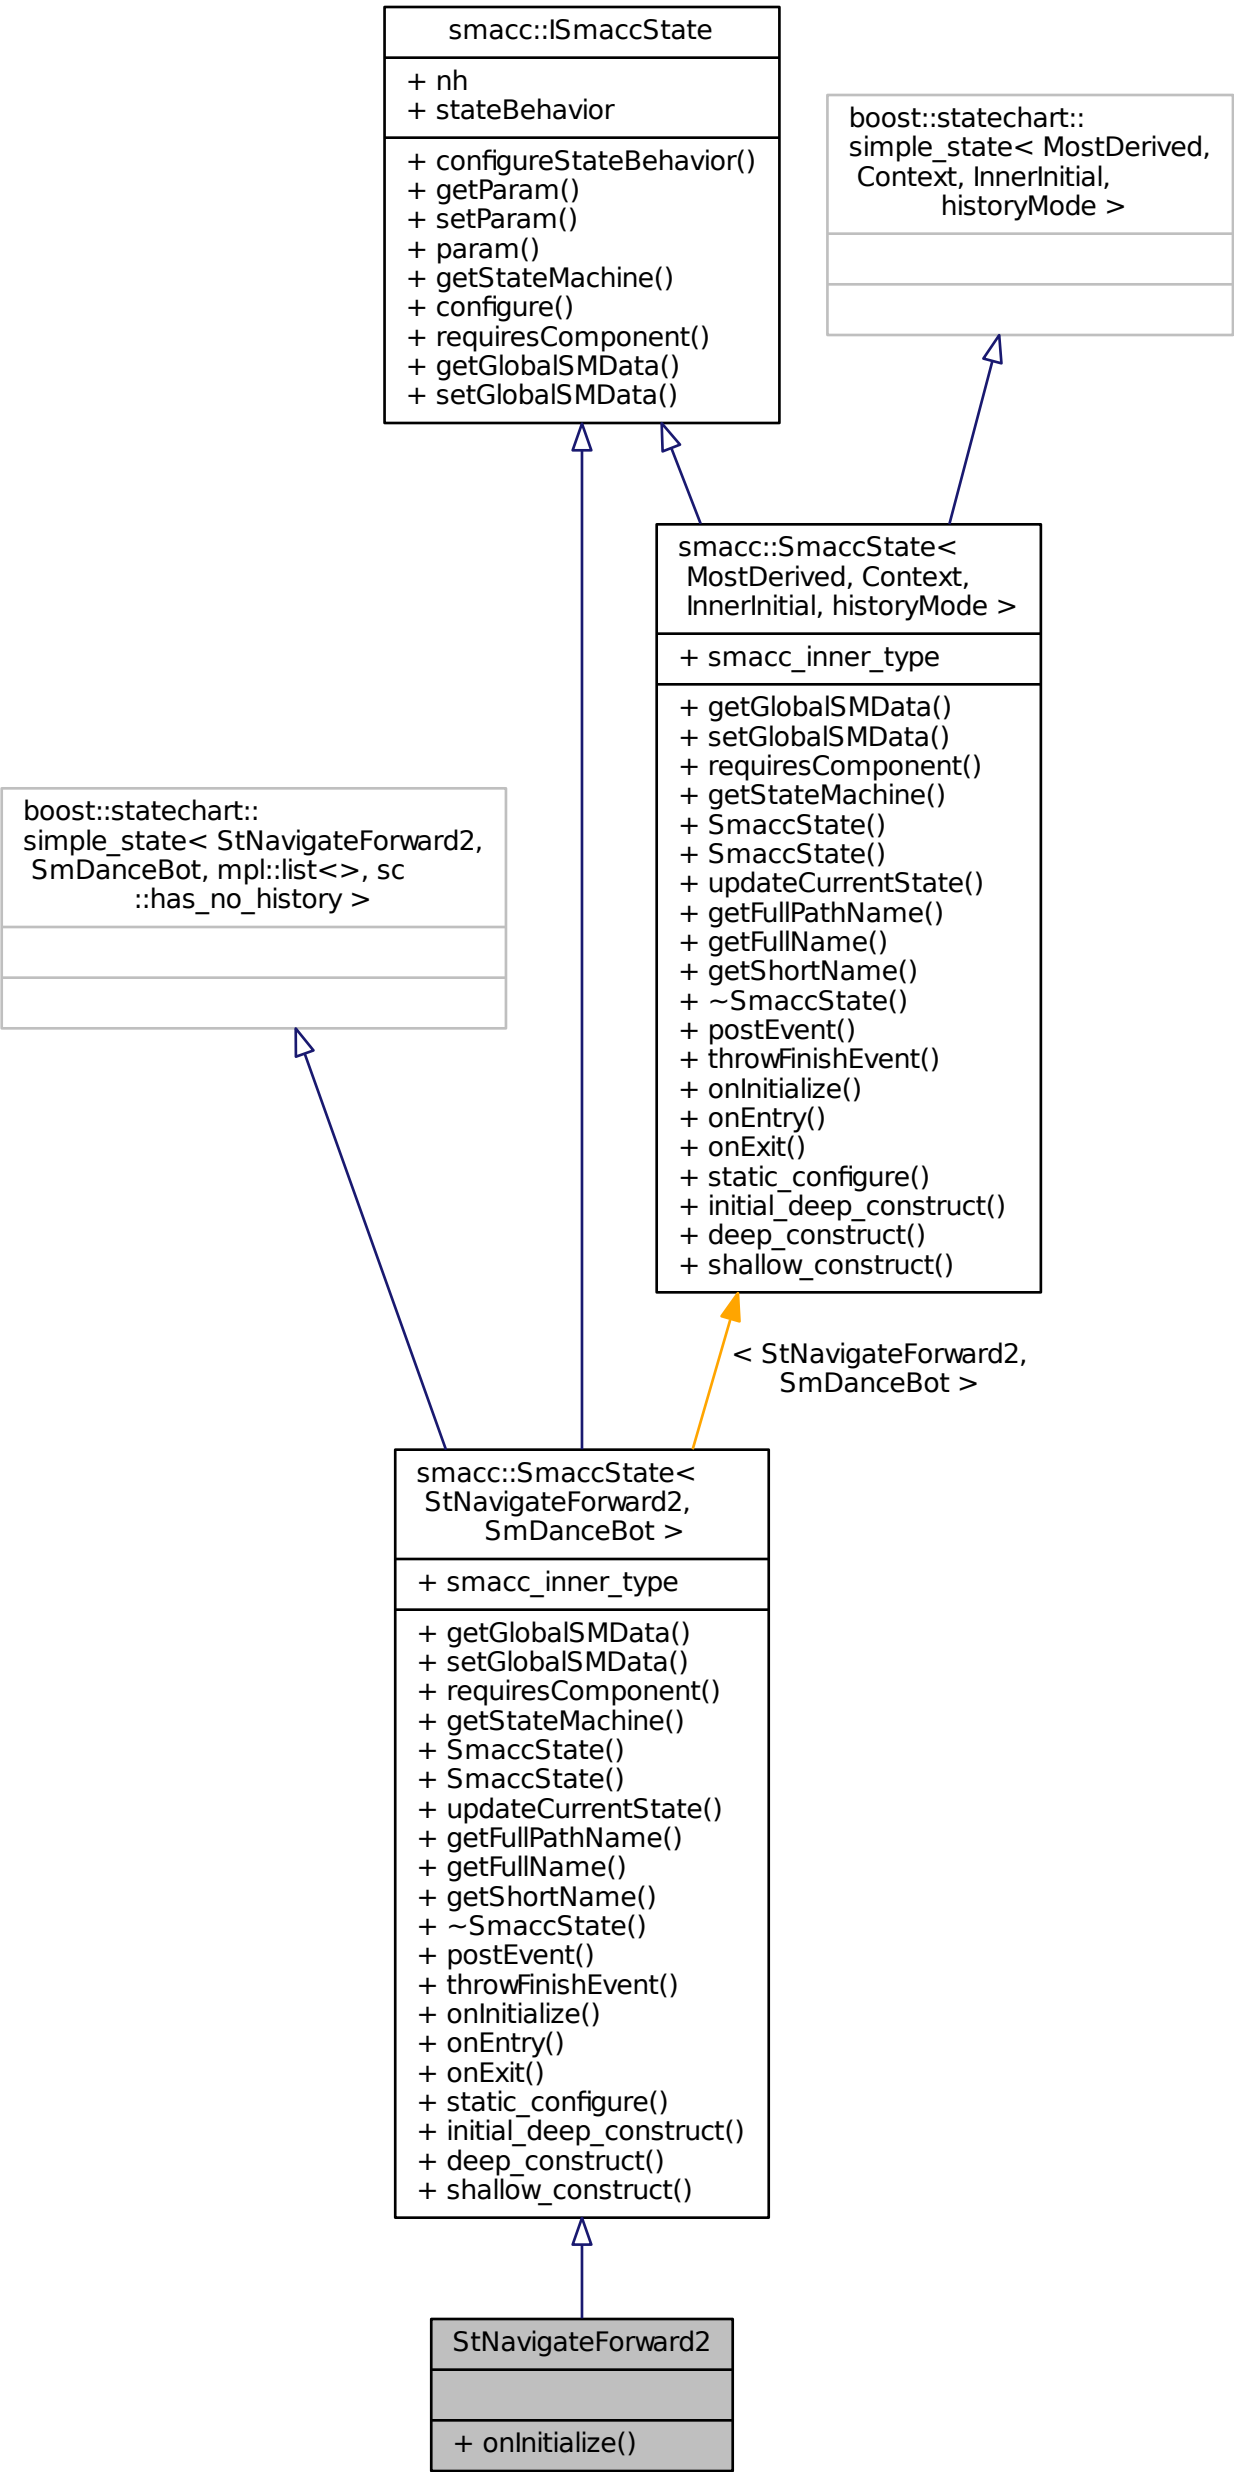 smacc::ISmaccState
+ nh
+ stateBehavior
+ configureStateBehavior()
+ getParam()
+ setParam()
+ param()
+ getStateMachine()
+ configure()
+ requiresComponent()
+ getGlobalSMData()
+ setGlobalSMData()
boost::statechart::
simple_state< MostDerived,
Context, InnerInitial,
historyMode >
smacc::SmaccState<
MostDerived, Context,
InnerInitial, historyMode >
+ smacc_inner_type
+ getGlobalSMData()
+ setGlobalSMData()
+ requiresComponent()
+ getStateMachine()
+ SmaccState()
+ SmaccState()
+ updateCurrentState()
+ getFullPathName()
+ getFullName()
+ getShortName()
+ ~SmaccState()
+ postEvent()
+ throwFinishEvent()
+ onInitialize()
+ onEntry()
+ onExit()
+ static_configure()
+ initial_deep_construct()
+ deep_construct()
+ shallow_construct()
boost::statechart::
simple_state< StNavigateForward2,
SmDanceBot, mpl::list<>, sc
::has_no_history >
< StNavigateForward2,
SmDanceBot >
smacc::SmaccState<
StNavigateForward2,
SmDanceBot >
+ smacc_inner_type
+ getGlobalSMData()
+ setGlobalSMData()
+ requiresComponent()
+ getStateMachine()
+ SmaccState()
+ SmaccState()
+ updateCurrentState()
+ getFullPathName()
+ getFullName()
+ getShortName()
+ ~SmaccState()
+ postEvent()
+ throwFinishEvent()
+ onInitialize()
+ onEntry()
+ onExit()
+ static_configure()
+ initial_deep_construct()
+ deep_construct()
+ shallow_construct()
StNavigateForward2
+ onInitialize()